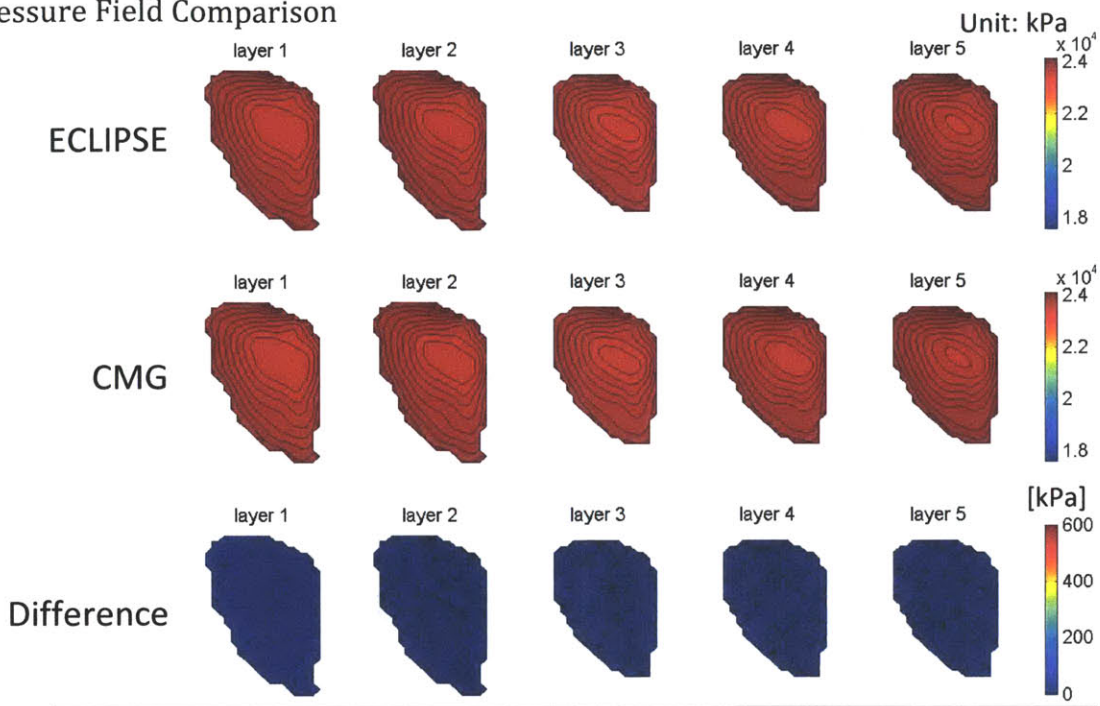 essure Field Comparison
Unit: kPa
layer 1 layer 2 layer 3 layer 4 layer 5
x 10⁴
2.4
ECLIPSE
2.2
2
1.8
layer 1 layer 2 layer 3 layer 4 layer 5
x 10⁴
2.4
CMG
2.2
2
1.8
[kPa]
layer 1 layer 2 layer 3 layer 4 layer 5
600
400
Difference
200
0